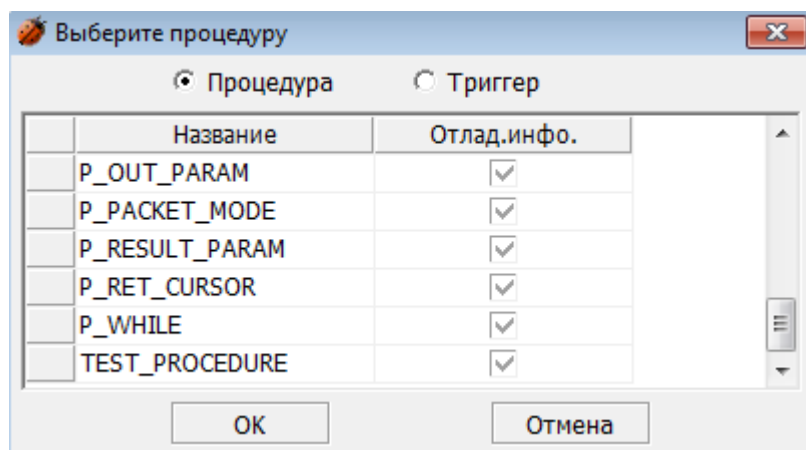 Выберите процедуру
Процедура Триггер
Название Отлад.инфо.
P_OUT_PARAM
P_PACKET_MODE
P_RESULT_PARAM
P_RET_CURSOR
P_WHILE
TEST_PROCEDURE
OK Отмена